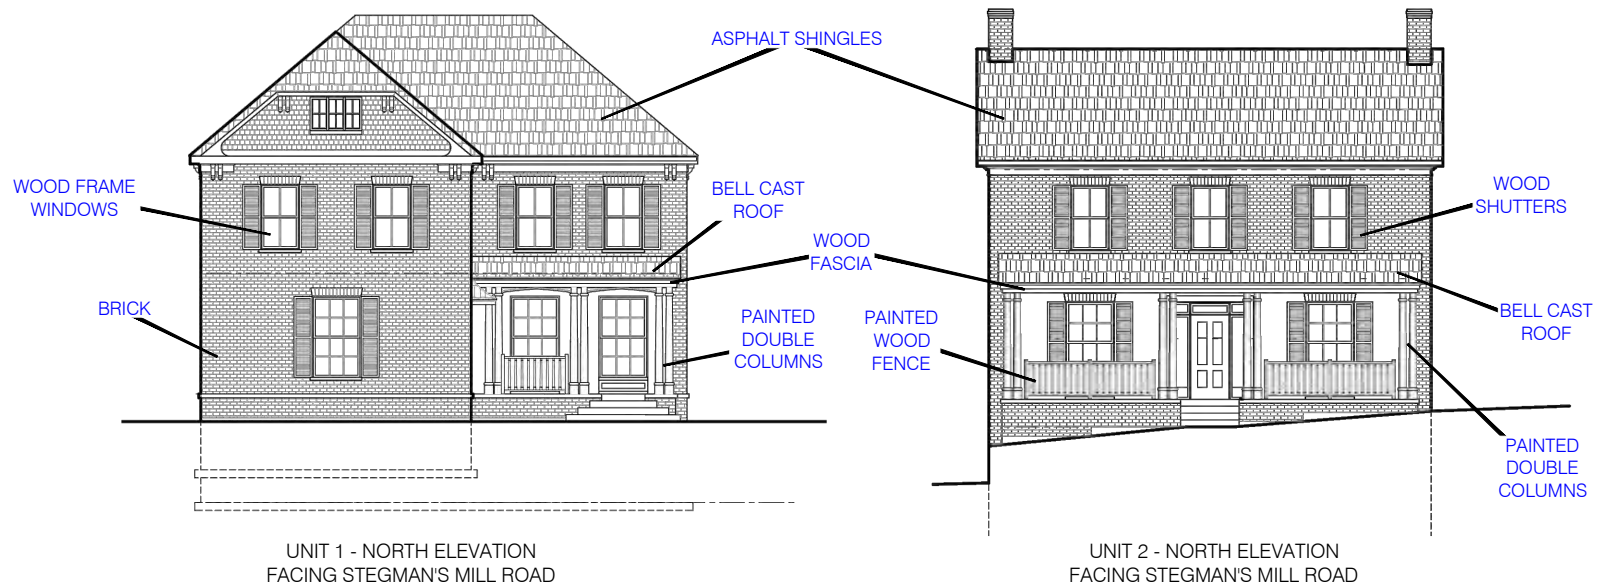 ASPHALT SHINGLES
WOOD FRAME
WINDOWS
BELL CAST
ROOF
WOOD
SHUTTERS
WOOD
FASCIA
BRICK
PAINTED
DOUBLE
COLUMNS
PAINTED
WOOD
FENCE
BELL CAST
ROOF
PAINTED
DOUBLE
COLUMNS
UNIT 1 - NORTH ELEVATION
FACING STEGMAN'S MILL ROAD
UNIT 2 - NORTH ELEVATION
FACING STEGMAN'S MILL ROAD